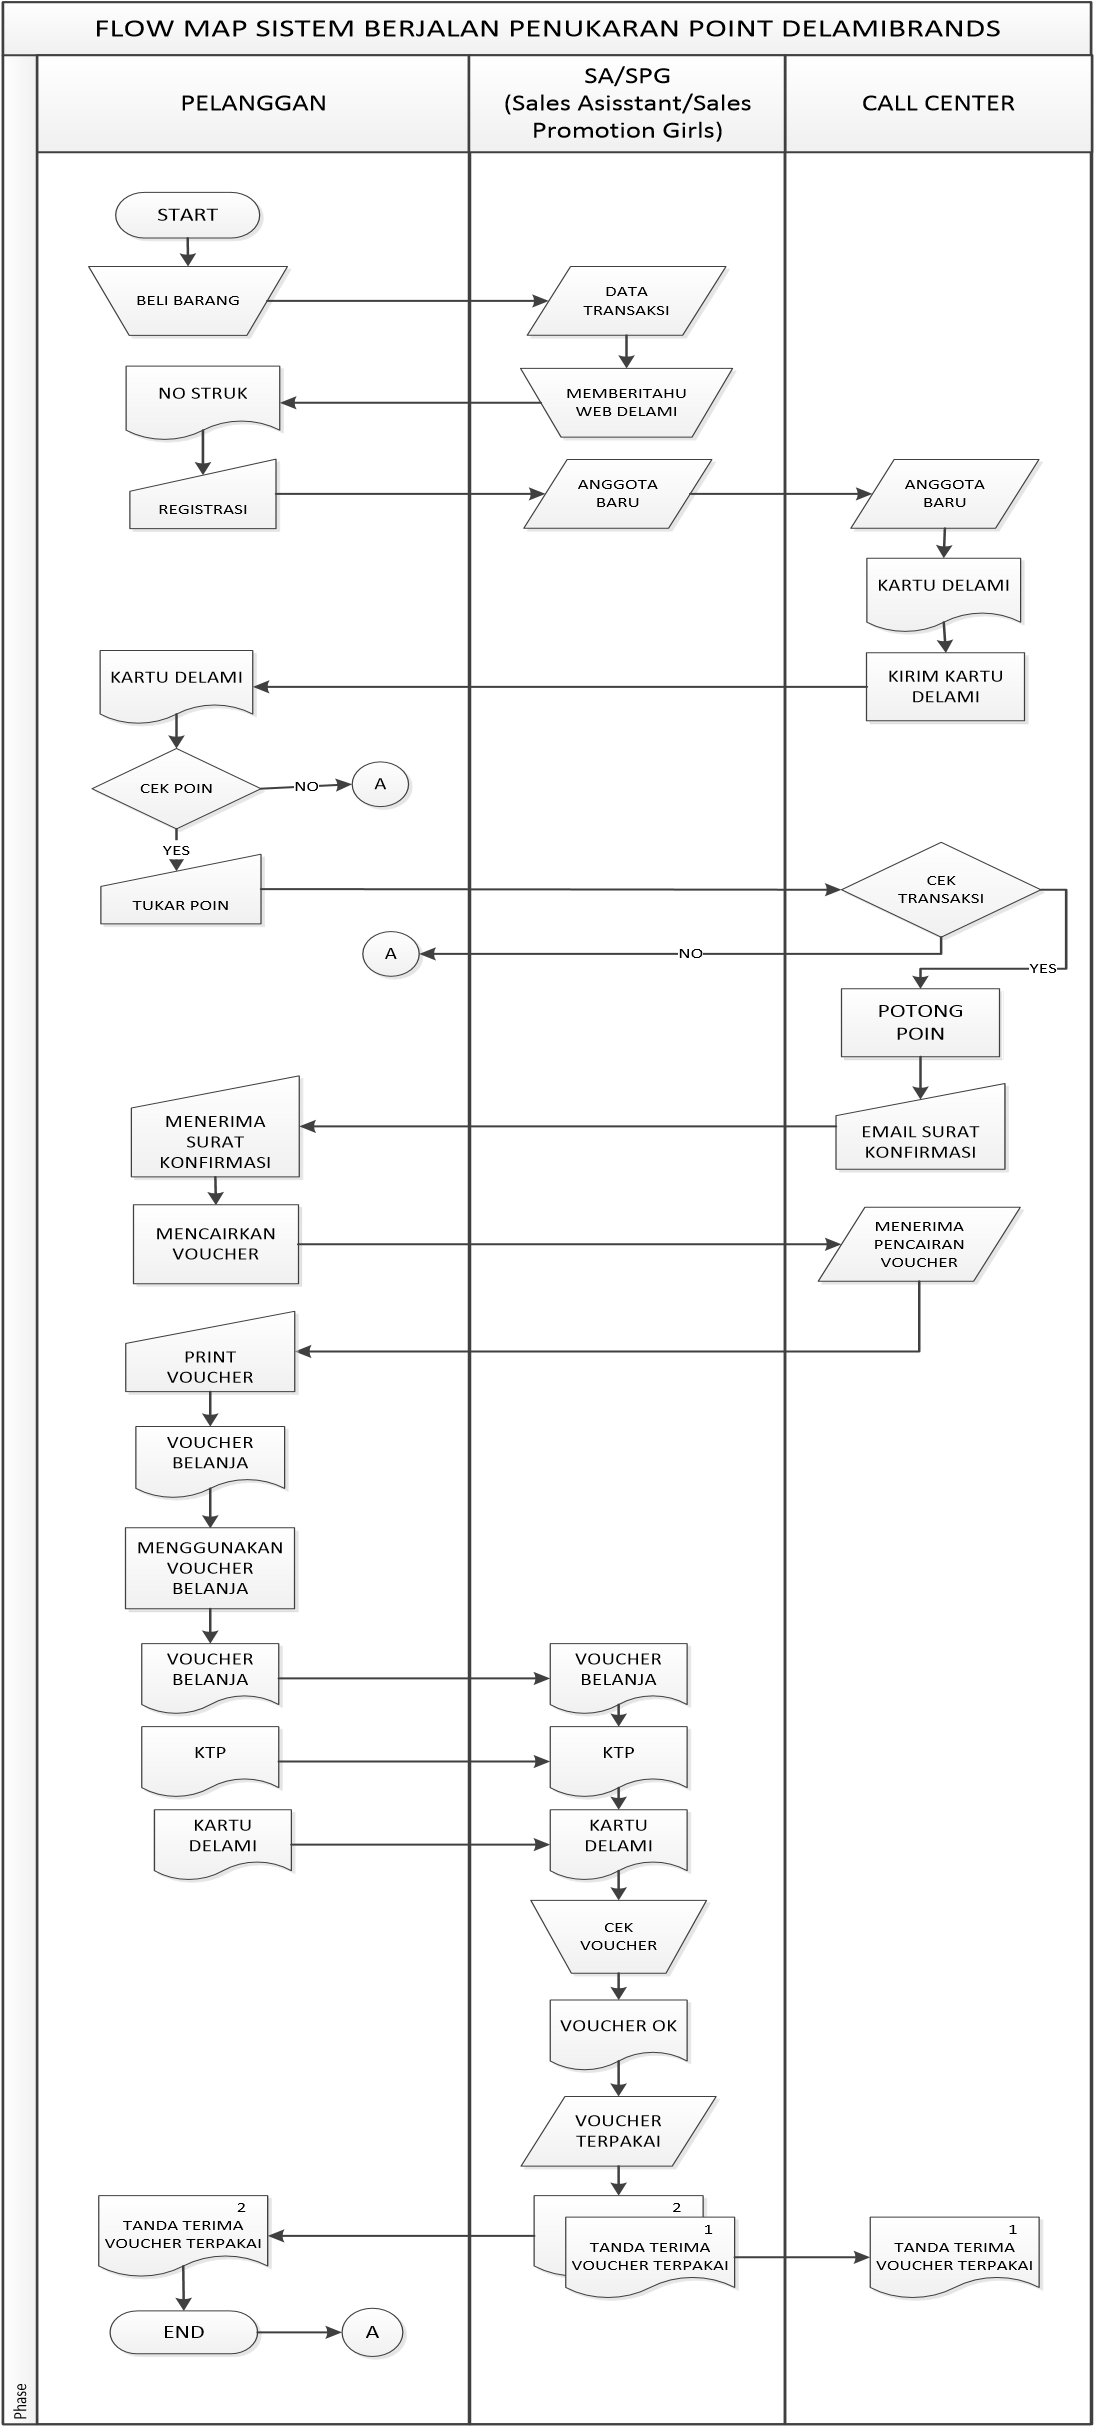 FLOW MAP SISTEM BERJALAN PENUKARAN POINT DELAMIBRANDS
PELANGGAN
SA/SPG
(Sales Asisstant/Sales
Promotion Girls)
CALL CENTER
START
BELI BARANG
DATA
TRANSAKSI
NO STRUK
MEMBERITAHU
WEB DELAMI
REGISTRASI
ANGGOTA
BARU
ANGGOTA
BARU
KARTU DELAMI
KARTU DELAMI
KIRIM KARTU
DELAMI
CEK POIN
NO
A
YES
TUKAR POIN
CEK
TRANSAKSI
A
NO
YES
POTONG
POIN
MENERIMA
SURAT
KONFIRMASI
EMAIL SURAT
KONFIRMASI
MENCAIRKAN
VOUCHER
MENERIMA
PENCAIRAN
VOUCHER
PRINT
VOUCHER
VOUCHER
BELANJA
MENGGUNAKAN
VOUCHER
BELANJA
VOUCHER
BELANJA
VOUCHER
BELANJA
KTP
KTP
KARTU
DELAMI
KARTU
DELAMI
CEK
VOUCHER
VOUCHER OK
VOUCHER
TERPAKAI
2
TANDA TERIMA
VOUCHER TERPAKAI
2
1
TANDA TERIMA
VOUCHER TERPAKAI
1
TANDA TERIMA
VOUCHER TERPAKAI
END
A
Phase